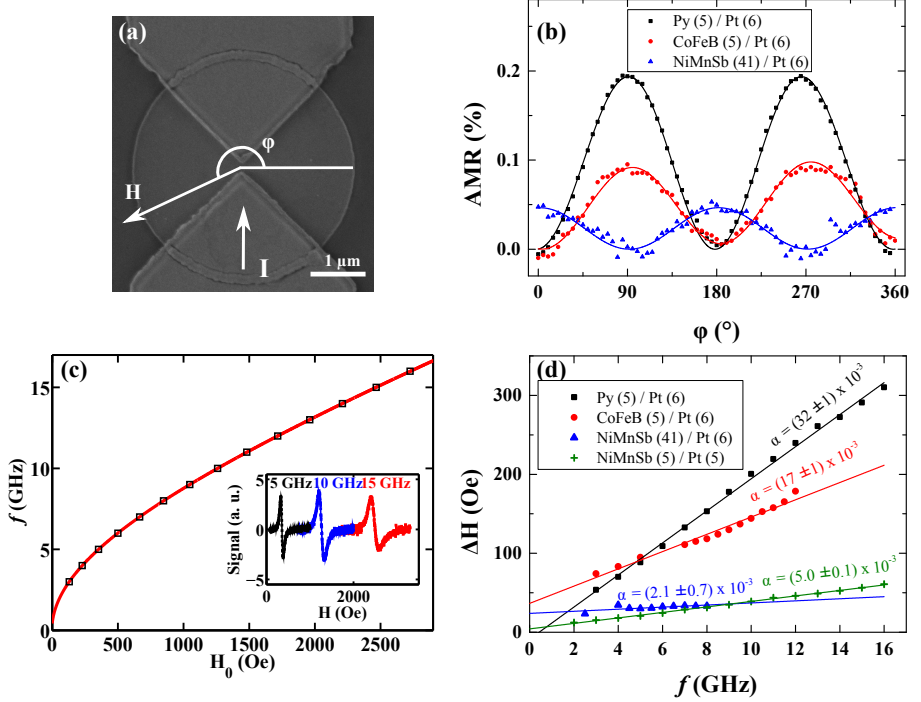 (a)
φ
H
I
1 μm
(b)
Py (5) / Pt (6)
CoFeB (5) / Pt (6)
NiMnSb (41) / Pt (6)
AMR (%)
0.2
0.1
0.0
0 90 180 270 360
φ (°)
(c)
f (GHz)
15
10
5
0
0 500 1000 1500 2000 2500
H0 (Oe)
5 GHz 10 GHz 15 GHz
Signal (a. u.)
5
0
−5
0 2000
H (Oe)
(d)
Py (5) / Pt (6)
CoFeB (5) / Pt (6)
NiMnSb (41) / Pt (6)
NiMnSb (5) / Pt (5)
α = (32 ±1) x 10-3
α = (17 ±1) x 10-3
α = (2.1 ±0.7) x 10-3
α = (5.0 ±0.1) x 10-3
ΔH (Oe)
300
200
100
0
0 2 4 6 8 10 12 14 16
f (GHz)